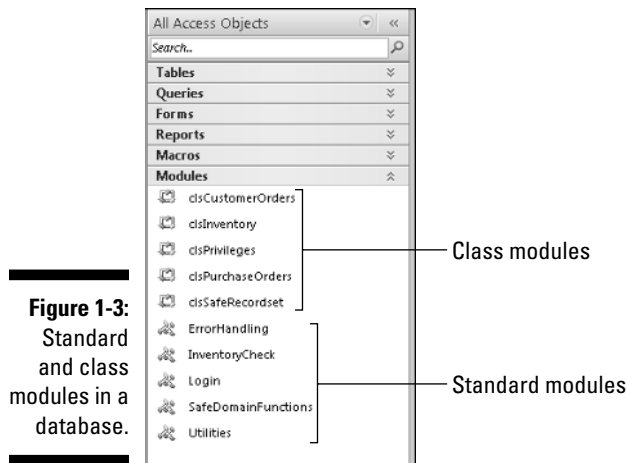 All Access Objects
Search..
Tables
Queries
Forms
Reports
Macros
Modules
clsCustomerOrders
clsInventory
clsPrivileges
clsPurchaseOrders
clsSafeRecordset
ErrorHandling
InventoryCheck
Login
SafeDomainFunctions
Utilities
Class modules
Standard modules
Figure 1-3:
Standard
and class
modules in a
database.